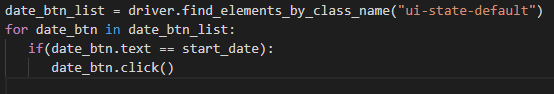 date_btn_list = driver.find_elements_by_class_name("ui-state-default")
for date_btn in date_btn_list:
    if(date_btn.text == start_date):
        date_btn.click()